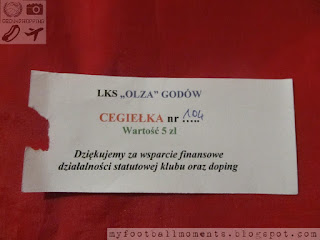 LKS „OLZA” GODÓW
CEGIEŁKA nr 104
Wartość 5 zł
Dziękujemy za wsparcie finansowe
działalności statutowej klubu oraz doping
myfootballmoments.blogspot.com